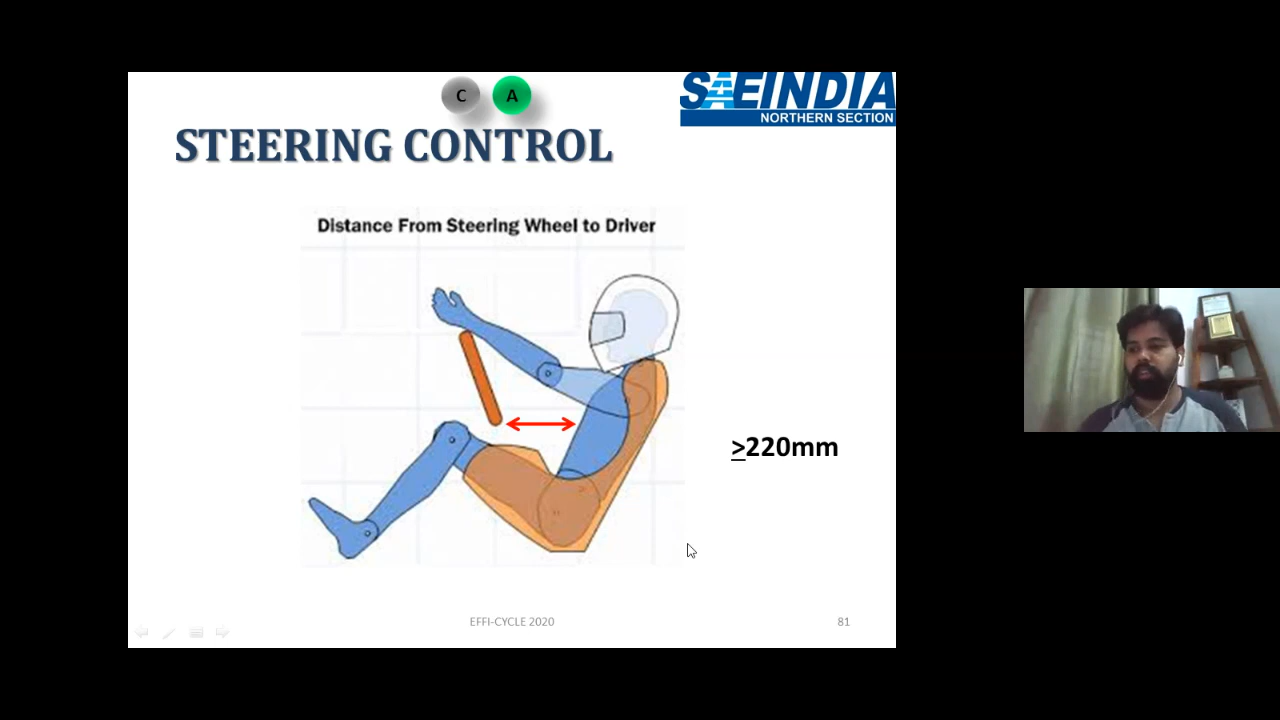 C A
SAEINDIA
NORTHERN SECTION
STEERING CONTROL
Distance From Steering Wheel to Driver
≥220mm
EFFI-CYCLE 2020
81